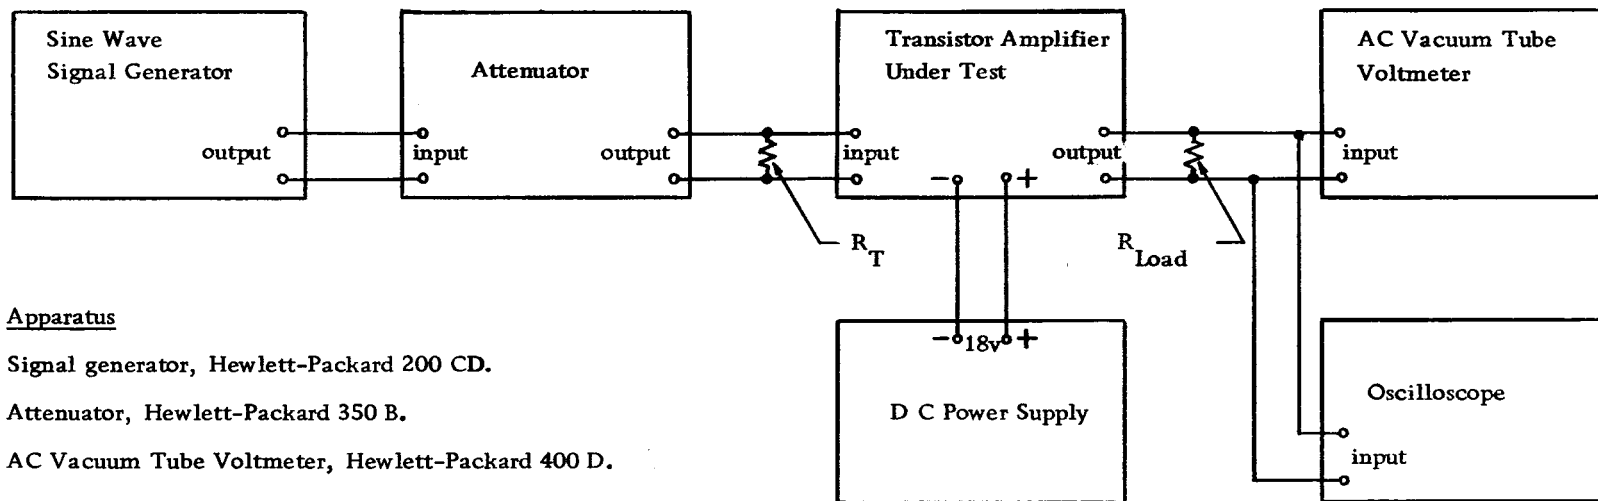 Sine Wave
Signal Generator
output
Attenuator
input
output
R_T
Transistor Amplifier
Under Test
input
output
- +
R_Load
AC Vacuum Tube
Voltmeter
input
- 18v +
D C Power Supply
Oscilloscope
input
Apparatus
Signal generator, Hewlett-Packard 200 CD.
Attenuator, Hewlett-Packard 350 B.
AC Vacuum Tube Voltmeter, Hewlett-Packard 400 D.